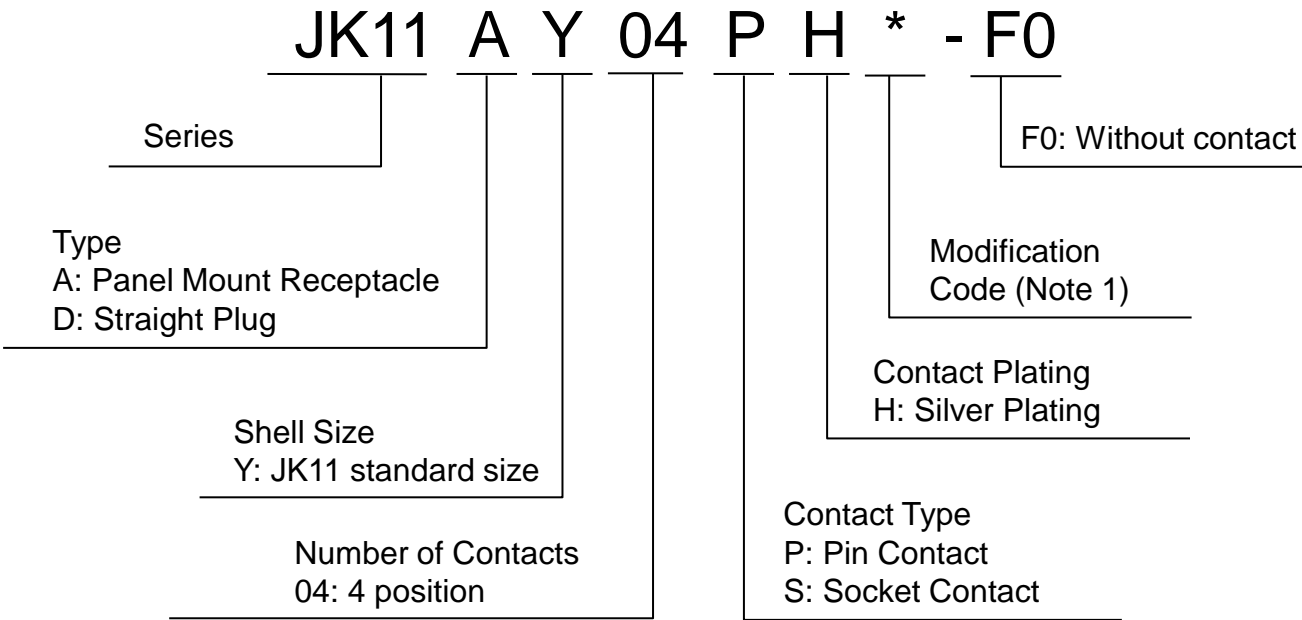 JK11 A Y 04 P H * - F0
Series
F0: Without contact
Type
A: Panel Mount Receptacle
D: Straight Plug
Modification
Code (Note 1)
Contact Plating
H: Silver Plating
Shell Size
Y: JK11 standard size
Number of Contacts
04: 4 position
Contact Type
P: Pin Contact
S: Socket Contact